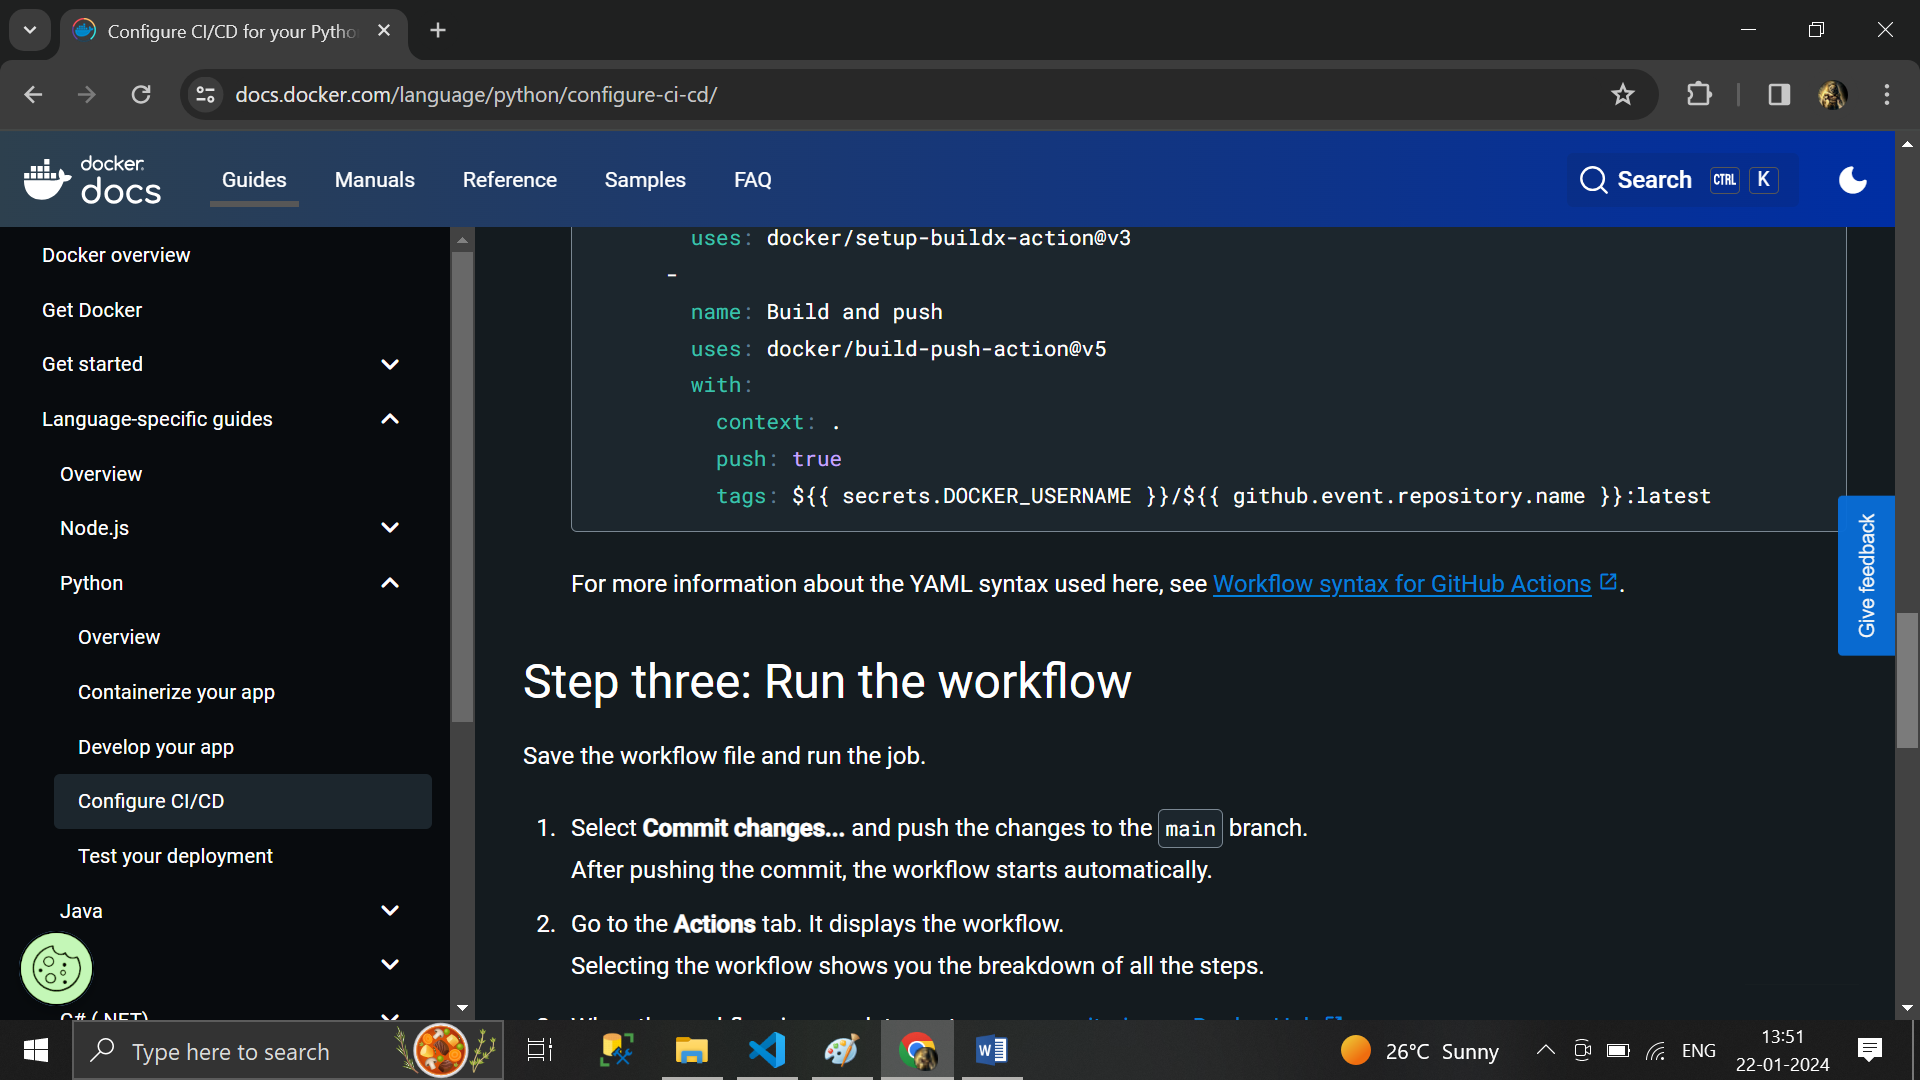 Configure CI/CD for your Pytho
docs.docker.com/language/python/configure-ci-cd/
docker
docs
Guides
Manuals
Reference
Samples
FAQ
Search
CTRL
K
Docker overview
Get Docker
Get started
Language-specific guides
Overview
Node.js
Python
Overview
Containerize your app
Develop your app
Configure CI/CD
Test your deployment
Java
C# (.NET)
uses: docker/setup-buildx-action@v3
-
name: Build and push
uses: docker/build-push-action@v5
with:
context: .
push: true
tags: ${{ secrets.DOCKER_USERNAME }}/${{ github.event.repository.name }}:latest
For more information about the YAML syntax used here, see Workflow syntax for GitHub Actions.
Step three: Run the workflow
Save the workflow file and run the job.
1. Select Commit changes... and push the changes to the main branch.
After pushing the commit, the workflow starts automatically.
2. Go to the Actions tab. It displays the workflow.
Selecting the workflow shows you the breakdown of all the steps.
Give feedback
Type here to search
26°C Sunny
ENG
13:51
22-01-2024